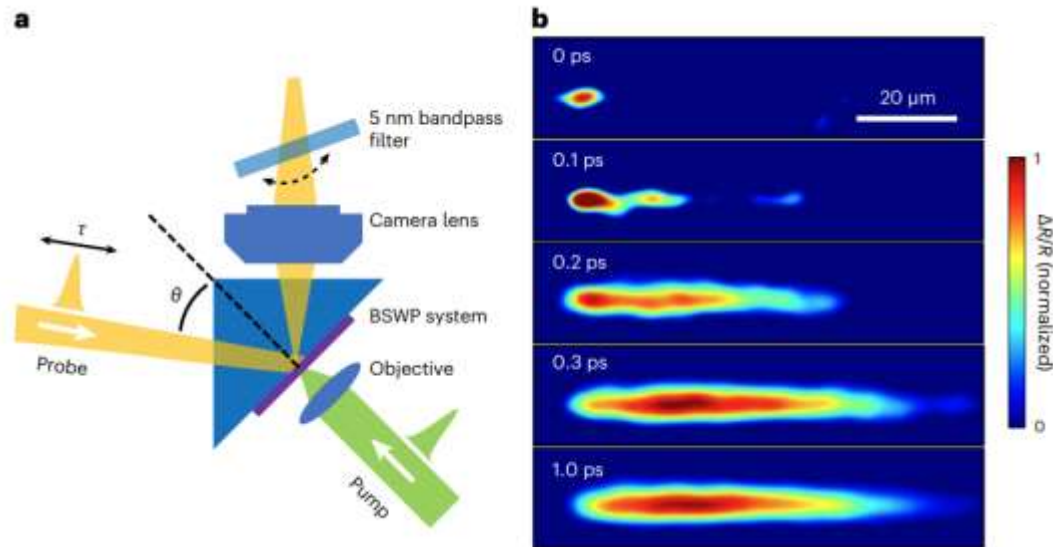 a
5 nm bandpass
filter
Camera lens
τ
θ
BSWP system
Probe
Objective
Pump
b
0 ps
20 µm
0.1 ps
0.2 ps
0.3 ps
1.0 ps
1
ΔR/R (normalized)
0